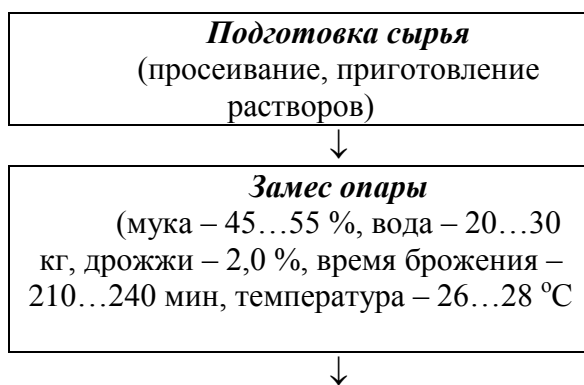 Подготовка сырья
(просеивание, приготовление
растворов)
↓
Замес опары
(мука – 45…55 %, вода – 20…30
кг, дрожжи – 2,0 %, время брожения –
210…240 мин, температура – 26…28 °С
↓